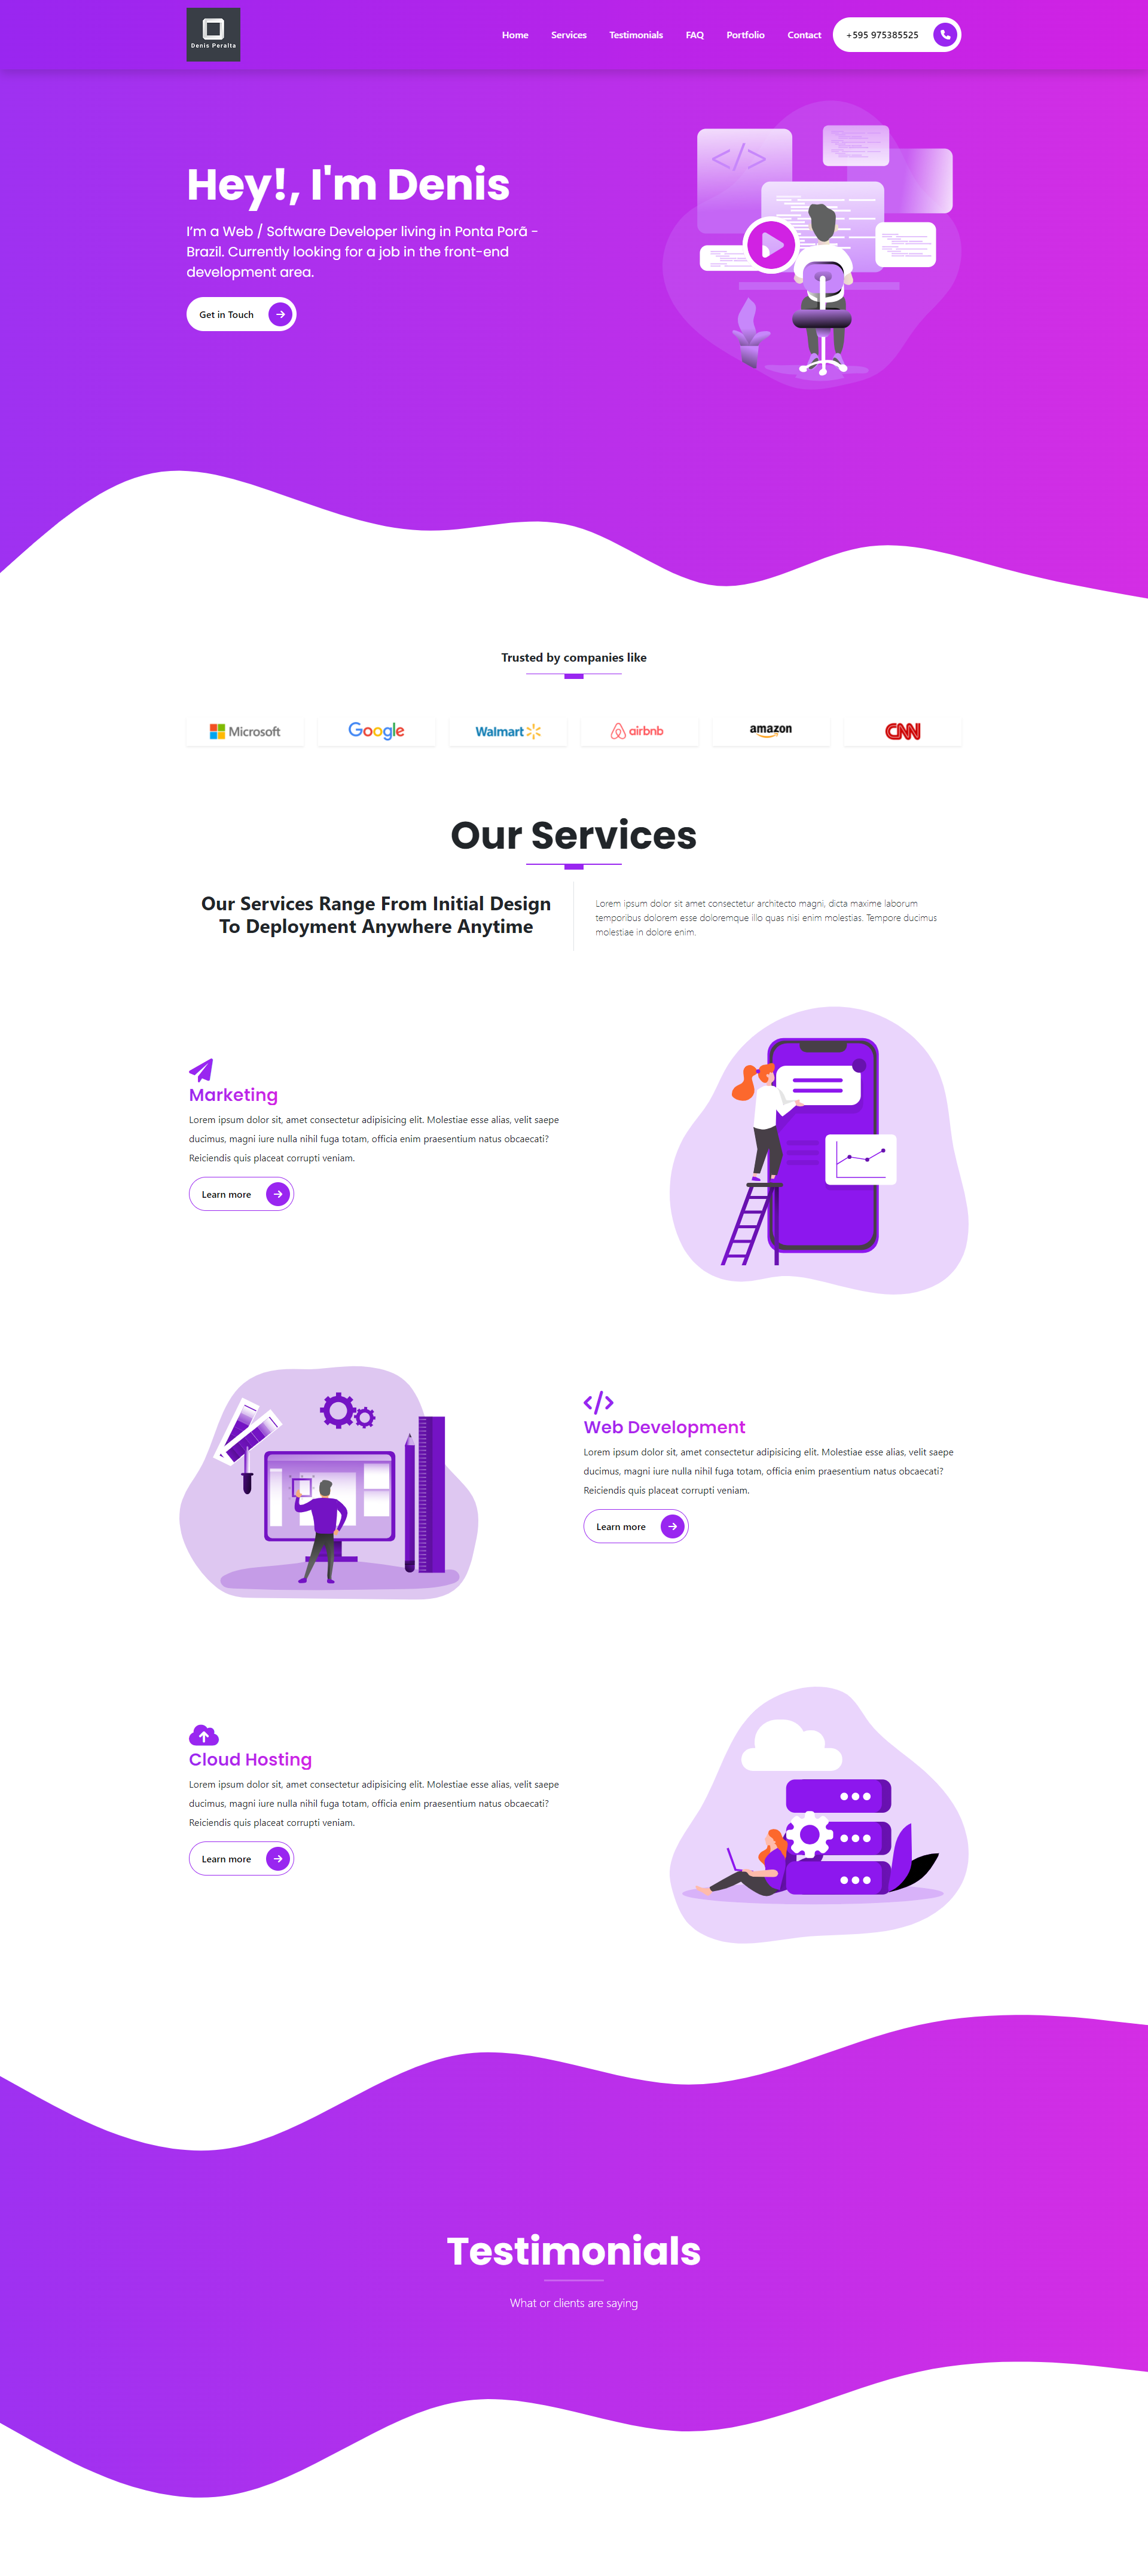 Denis Peralta
Home Services Testimonials FAQ Portfolio Contact +595 975385525
Hey!, I'm Denis
I'm a Web / Software Developer living in Ponta Porã -
Brazil. Currently looking for a job in the front-end
development area.
Get in Touch
</>
Trusted by companies like
Microsoft Google Walmart airbnb amazon CNN
Our Services
Our Services Range From Initial Design
To Deployment Anywhere Anytime
Lorem ipsum dolor sit amet consectetur architecto magni, dicta maxime laborum
temporibus dolorem esse doloremque illo quas nisi enim molestias. Tempore ducimus
molestiae in dolore enim.
Marketing
Lorem ipsum dolor sit, amet consectetur adipisicing elit. Molestiae esse alias, velit saepe
ducimus, magni iure nulla nihil fuga totam, officia enim praesentium natus obcaecati?
Reiciendis quis placeat corrupti veniam.
Learn more
Web Development
Lorem ipsum dolor sit, amet consectetur adipisicing elit. Molestiae esse alias, velit saepe
ducimus, magni iure nulla nihil fuga totam, officia enim praesentium natus obcaecati?
Reiciendis quis placeat corrupti veniam.
Learn more
Cloud Hosting
Lorem ipsum dolor sit, amet consectetur adipisicing elit. Molestiae esse alias, velit saepe
ducimus, magni iure nulla nihil fuga totam, officia enim praesentium natus obcaecati?
Reiciendis quis placeat corrupti veniam.
Learn more
Testimonials
What or clients are saying